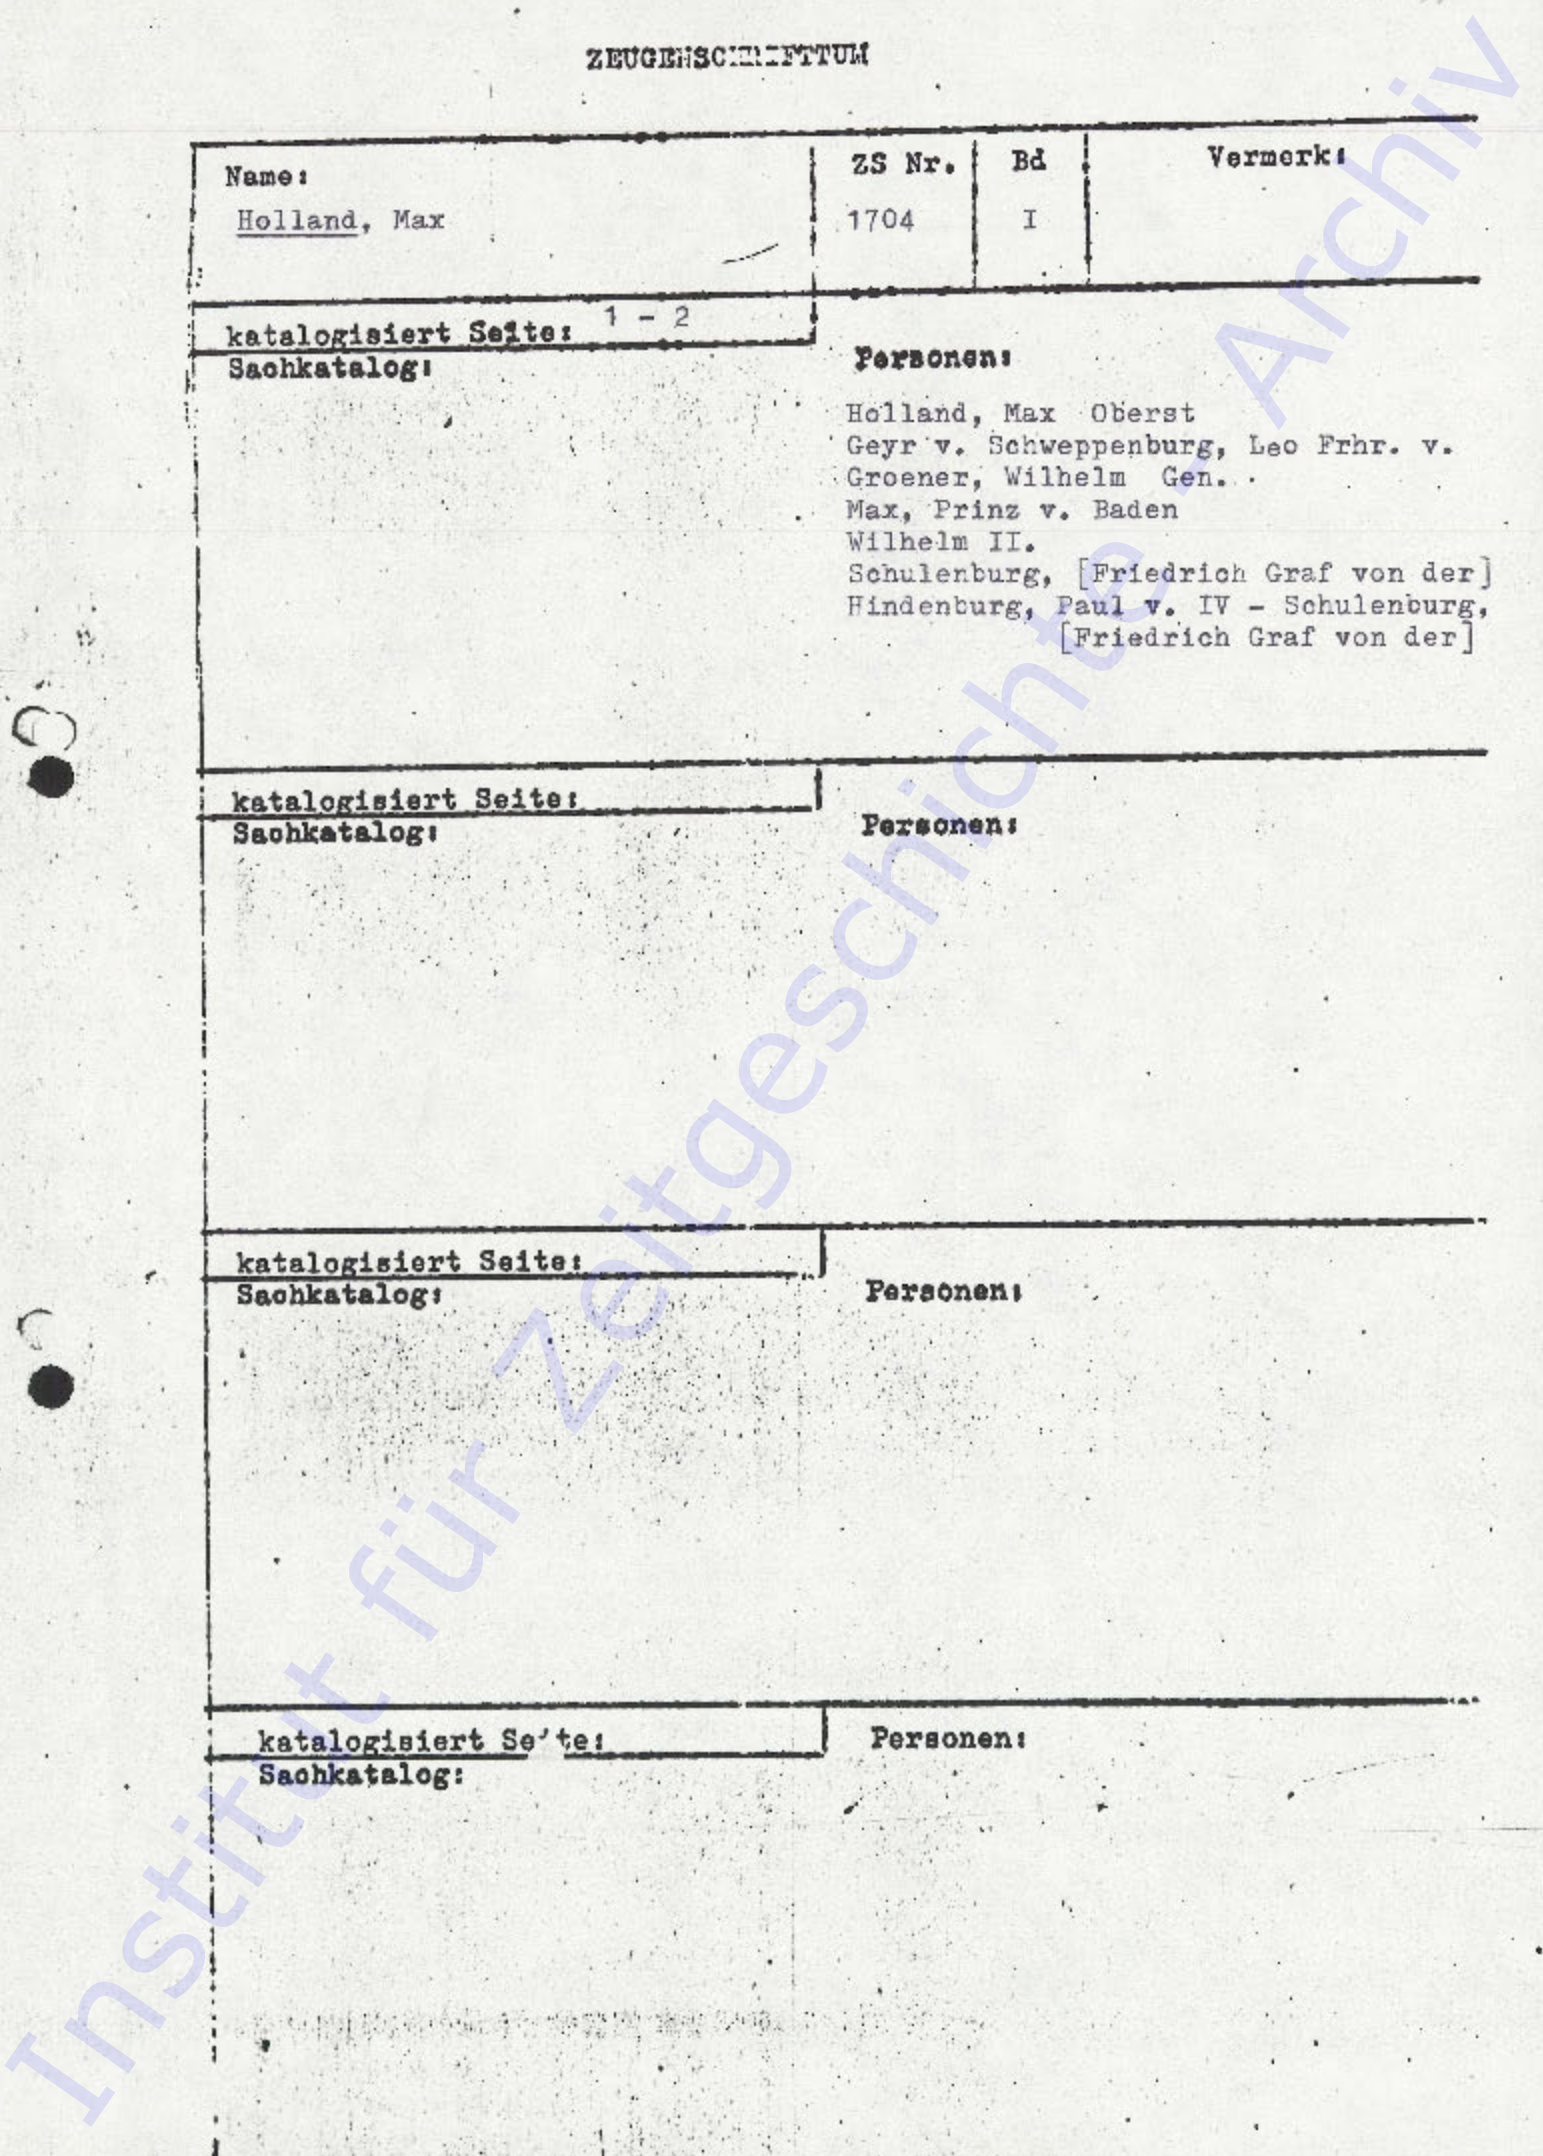 ZEUGENSCHRIFTTUM
Name:
Holland, Max
ZS Nr.
1704
Bd
I
Vermerk:
katalogisiert Seite: 1 - 2
Sachkatalog:
Personen:
Holland, Max Oberst
Geyr v. Schweppenburg, Leo Frhr. v.
Groener, Wilhelm Gen.
Max, Prinz v. Baden
Wilhelm II.
Schulenburg, [Friedrich Graf von der]
Hindenburg, Paul v. IV - Schulenburg,
[Friedrich Graf von der]
katalogisiert Seite:
Sachkatalog:
Personen:
katalogisiert Seite:
Sachkatalog:
Personen:
katalogisiert Seite:
Sachkatalog:
Personen:
Institut für Zeitgeschichte - Archiv